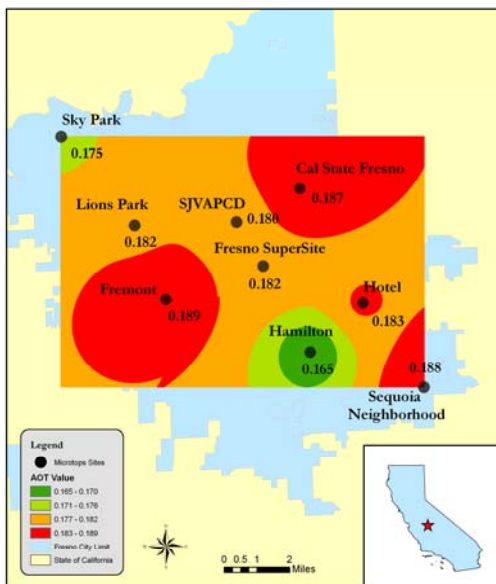 Sky Park
0.175
Cal State Fresno
0.187
Lions Park
0.182
SJVAPCD
0.180
Fresno SuperSite
0.182
Fremont
0.189
Hotel
0.183
Hamilton
0.165
0.188
Sequoia
Neighborhood
Legend
Microtops Sites
AOT Value
0.165 - 0.170
0.171 - 0.176
0.177 - 0.182
0.183 - 0.189
Fresno City Limit
State of California
0 0.5 1 2
Miles